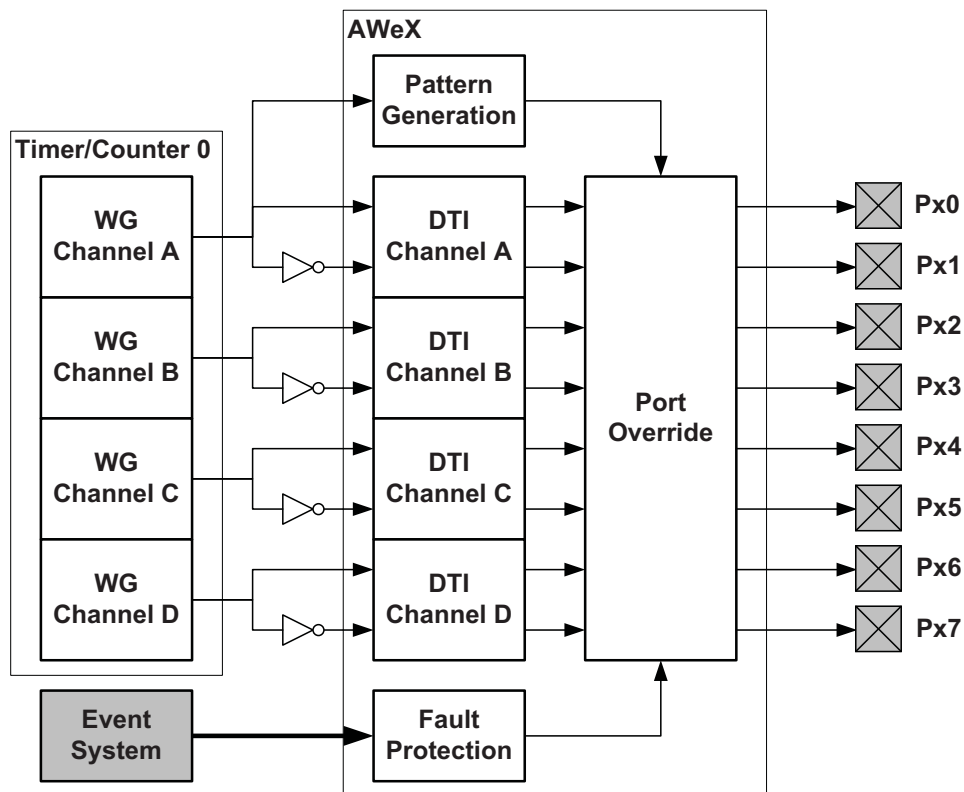 AWeX
Pattern
Generation
Timer/Counter 0
WG
Channel A
DTI
Channel A
Px0
Px1
WG
Channel B
DTI
Channel B
Px2
Px3
Port
Override
WG
Channel C
DTI
Channel C
Px4
Px5
WG
Channel D
DTI
Channel D
Px6
Px7
Event
System
Fault
Protection